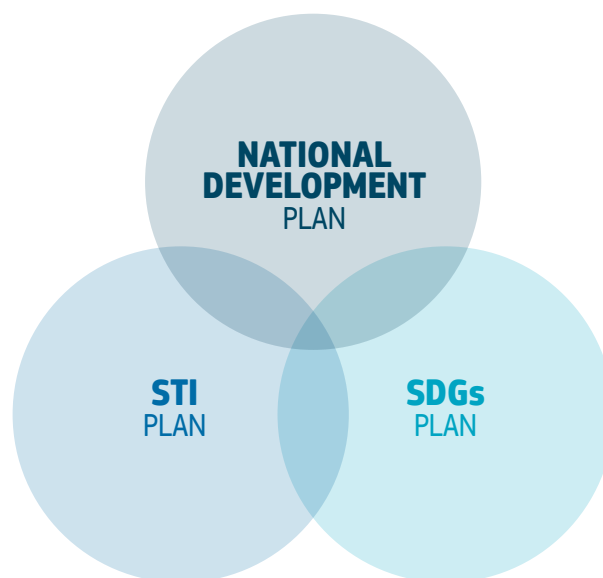 NATIONAL
DEVELOPMENT
PLAN
STI
PLAN
SDGs
PLAN